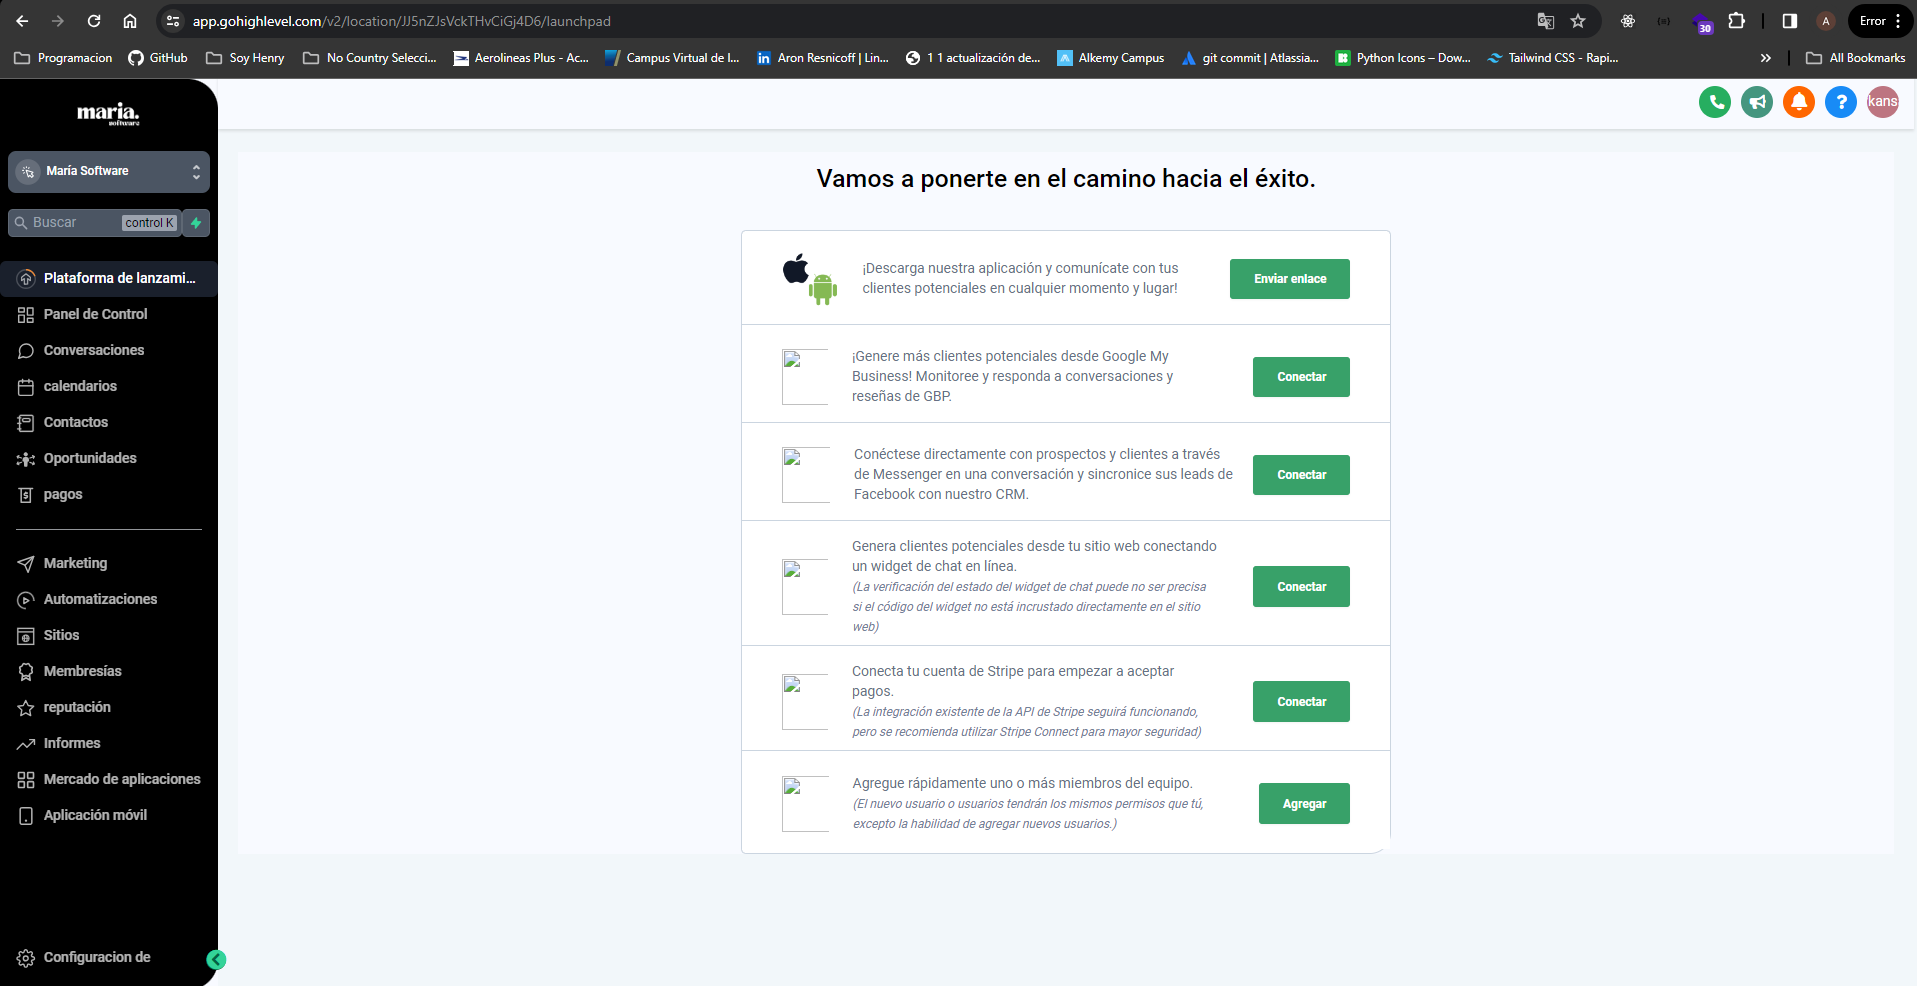 app.gohighlevel.com/v2/location/JJ5nZJsVckTHvCiGj4D6/launchpad
30
A
Error
Programacion
GitHub
Soy Henry
No Country Selecci...
Aerolineas Plus - Ac...
Campus Virtual de I...
Aron Resnicoff | Lin...
1 1 actualización de...
Alkemy Campus
git commit | Atlassia...
Python Icons – Dow...
Tailwind CSS - Rapi...
All Bookmarks
maria.
software
kans
María Software
Buscar
control K
Plataforma de lanzami...
Panel de Control
Conversaciones
calendarios
Contactos
Oportunidades
pagos
Marketing
Automatizaciones
Sitios
Membresías
reputación
Informes
Mercado de aplicaciones
Aplicación móvil
Configuracion de
Vamos a ponerte en el camino hacia el éxito.
¡Descarga nuestra aplicación y comunícate con tus
clientes potenciales en cualquier momento y lugar!
Enviar enlace
¡Genere más clientes potenciales desde Google My
Business! Monitoree y responda a conversaciones y
reseñas de GBP.
Conectar
Conéctese directamente con prospectos y clientes a través
de Messenger en una conversación y sincronice sus leads de
Facebook con nuestro CRM.
Conectar
Genera clientes potenciales desde tu sitio web conectando
un widget de chat en línea.
(La verificación del estado del widget de chat puede no ser precisa
si el código del widget no está incrustado directamente en el sitio
web)
Conectar
Conecta tu cuenta de Stripe para empezar a aceptar
pagos.
(La integración existente de la API de Stripe seguirá funcionando,
pero se recomienda utilizar Stripe Connect para mayor seguridad)
Conectar
Agregue rápidamente uno o más miembros del equipo.
(El nuevo usuario o usuarios tendrán los mismos permisos que tú,
excepto la habilidad de agregar nuevos usuarios.)
Agregar